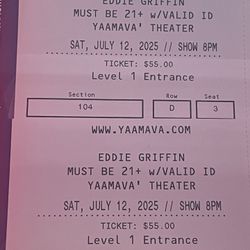 EDDIE GRIFFIN
MUST BE 21+ w/VALID ID
YAAMAVA' THEATER
SAT, JULY 12, 2025 // SHOW 8PM
TICKET: $55.00
Level 1 Entrance
Section Row Seat
104 D 3
WWW.YAAMAVA.COM
EDDIE GRIFFIN
MUST BE 21+ w/VALID ID
YAAMAVA' THEATER
SAT, JULY 12, 2025 // SHOW 8PM
TICKET: $55.00
Level 1 Entrance